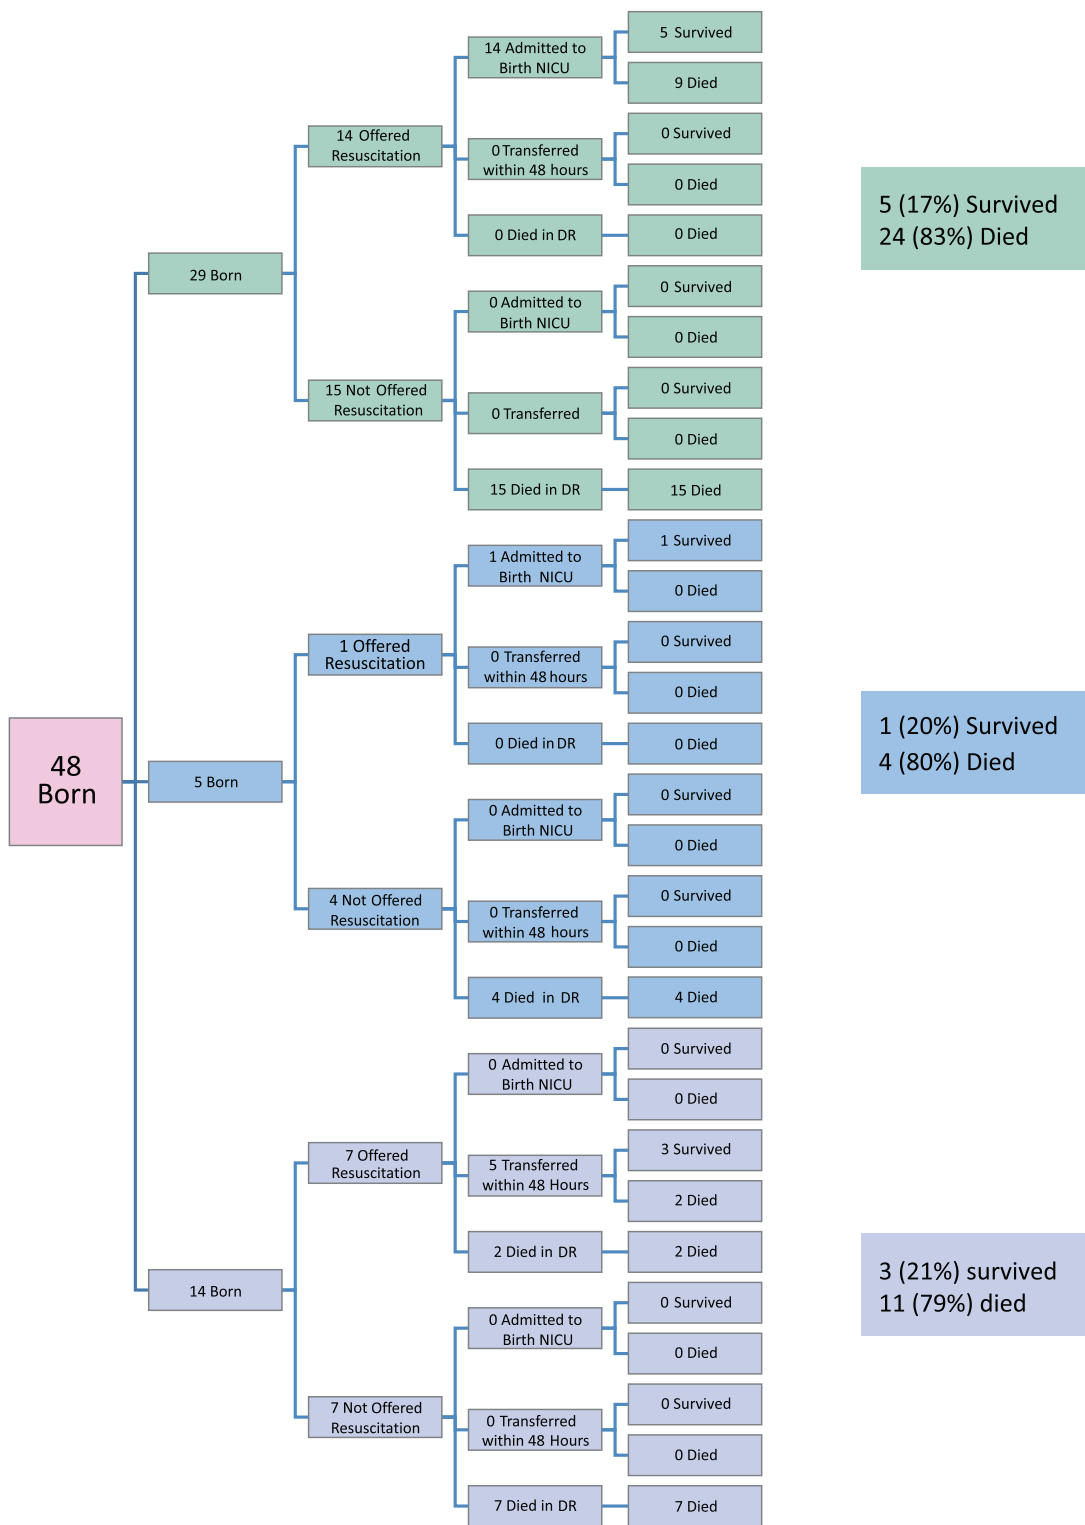 48
Born
29 Born
14 Offered
Resuscitation
14 Admitted to
Birth NICU
5 Survived
9 Died
0 Transferred
within 48 hours
0 Survived
0 Died
0 Died in DR
0 Died
15 Not Offered
Resuscitation
0 Admitted to
Birth NICU
0 Survived
0 Died
0 Transferred
0 Survived
0 Died
15 Died in DR
15 Died
5 (17%) Survived
24 (83%) Died
5 Born
1 Offered
Resuscitation
1 Admitted to
Birth NICU
1 Survived
0 Died
0 Transferred
within 48 hours
0 Survived
0 Died
0 Died in DR
0 Died
4 Not Offered
Resuscitation
0 Admitted to
Birth NICU
0 Survived
0 Died
0 Transferred
within 48 hours
0 Survived
0 Died
4 Died in DR
4 Died
1 (20%) Survived
4 (80%) Died
14 Born
7 Offered
Resuscitation
0 Admitted to
Birth NICU
0 Survived
0 Died
5 Transferred
within 48 Hours
3 Survived
2 Died
2 Died in DR
2 Died
7 Not Offered
Resuscitation
0 Admitted to
Birth NICU
0 Survived
0 Died
0 Transferred
within 48 Hours
0 Survived
0 Died
7 Died in DR
7 Died
3 (21%) survived
11 (79%) died